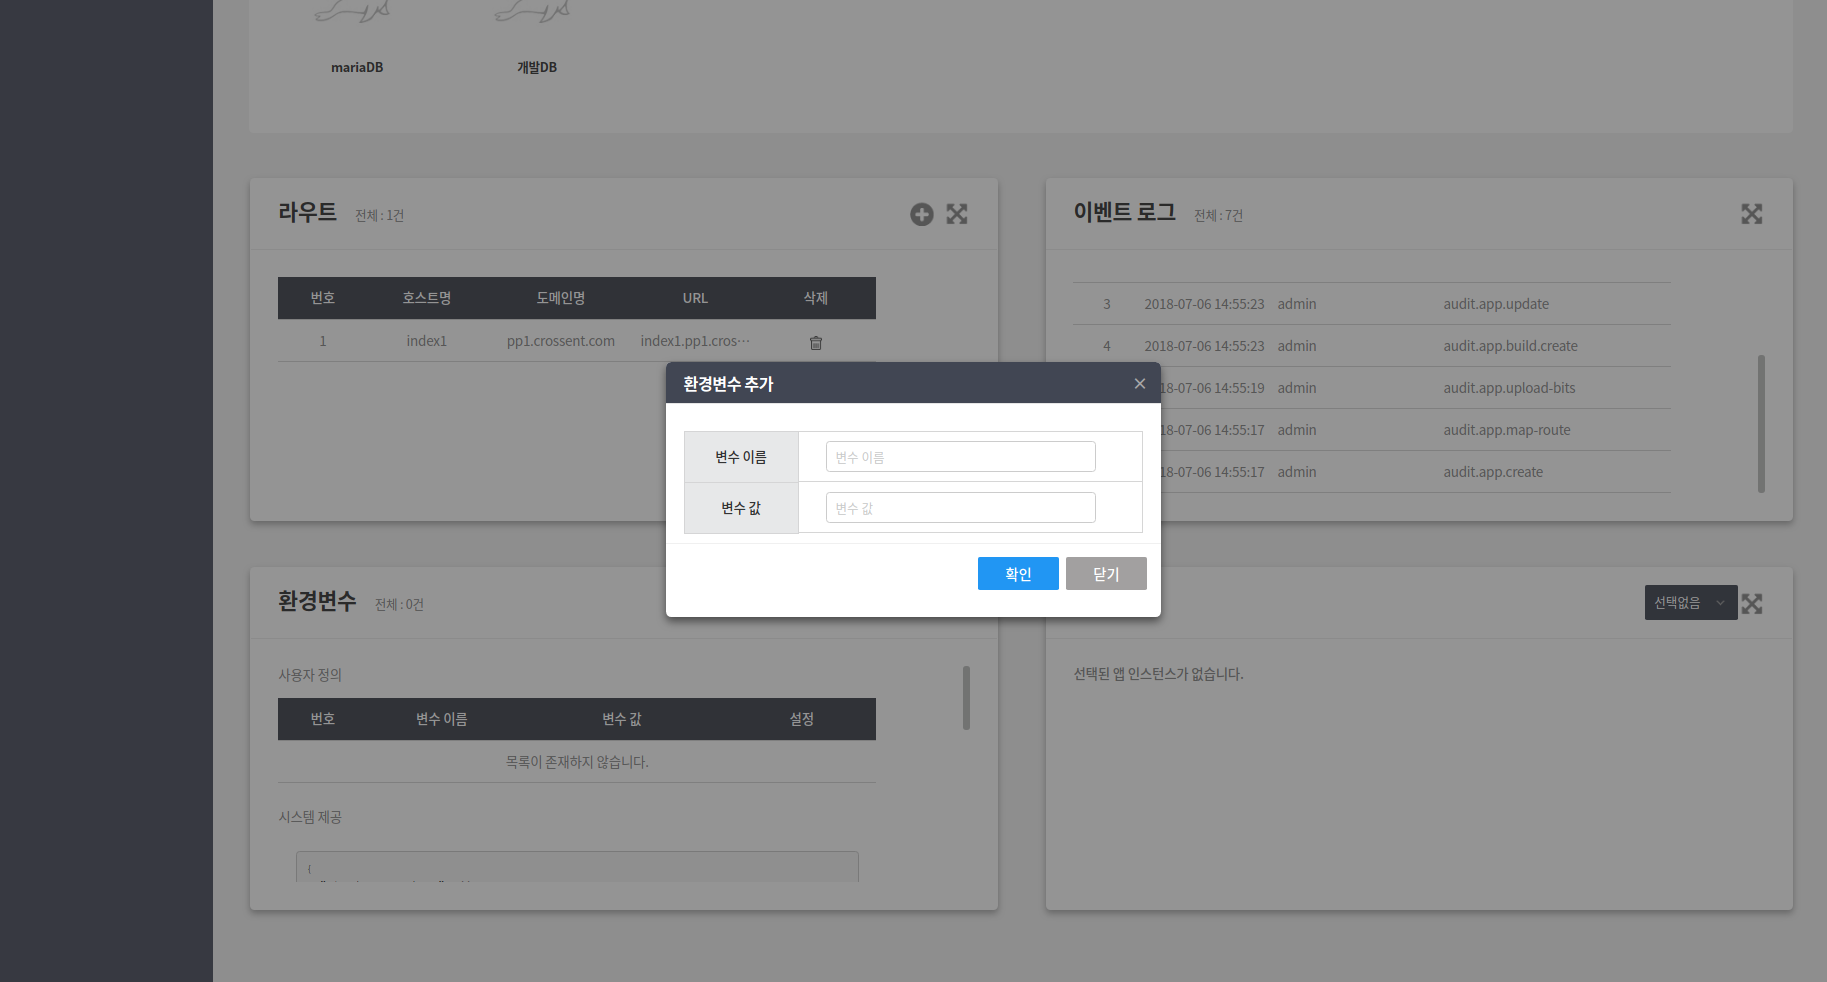 mariaDB
개발DB
라우트 전체 : 1건
번호 호스트명 도메인명 URL 삭제
1 index1 pp1.crossent.com index1.pp1.cros···
이벤트 로그 전체 : 7건
3 2018-07-06 14:55:23 admin audit.app.update
4 2018-07-06 14:55:23 admin audit.app.build.create
18-07-06 14:55:19 admin audit.app.upload-bits
18-07-06 14:55:17 admin audit.app.map-route
18-07-06 14:55:17 admin audit.app.create
환경변수 추가
변수 이름 변수 이름
변수 값 변수 값
확인 닫기
환경변수 전체 : 0건
사용자 정의
번호 변수 이름 변수 값 설정
목록이 존재하지 않습니다.
시스템 제공
{
선택없음
선택된 앱 인스턴스가 없습니다.